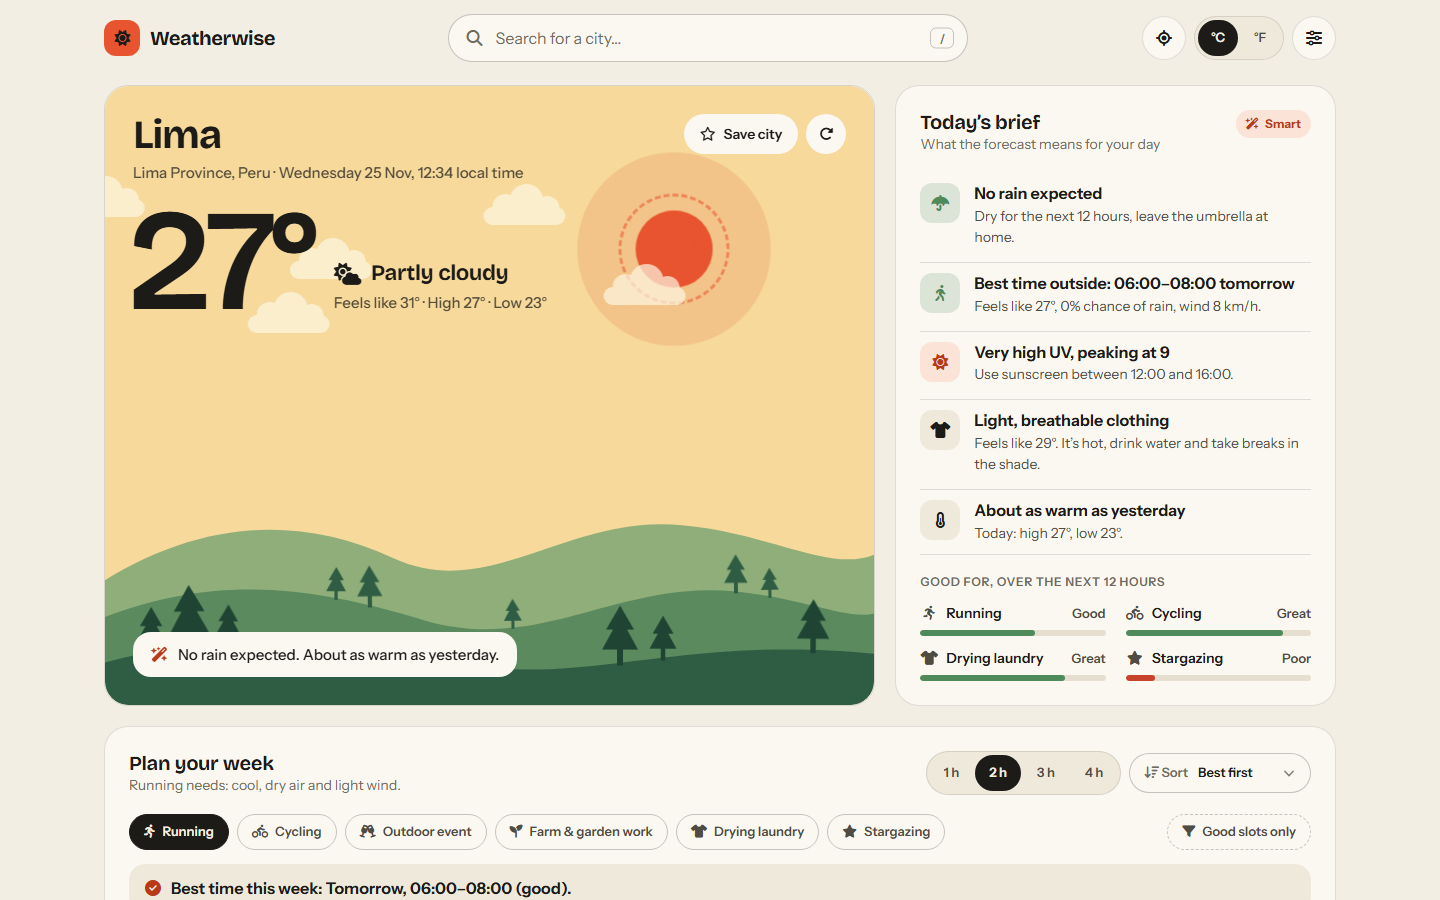 Weatherwise
Search for a city...
/
°C
°F
Lima
Save city
Lima Province, Peru · Wednesday 25 Nov, 12:34 local time
27°
Partly cloudy
Feels like 31° · High 27° · Low 23°
No rain expected. About as warm as yesterday.
Today's brief
Smart
What the forecast means for your day
No rain expected
Dry for the next 12 hours, leave the umbrella at
home.
Best time outside: 06:00–08:00 tomorrow
Feels like 27°, 0% chance of rain, wind 8 km/h.
Very high UV, peaking at 9
Use sunscreen between 12:00 and 16:00.
Light, breathable clothing
Feels like 29°. It's hot, drink water and take breaks in
the shade.
About as warm as yesterday
Today: high 27°, low 23°.
GOOD FOR, OVER THE NEXT 12 HOURS
Running Good
Cycling Great
Drying laundry Great
Stargazing Poor
Plan your week
Running needs: cool, dry air and light wind.
1 h 2 h 3 h 4 h
Sort Best first
Running
Cycling
Outdoor event
Farm & garden work
Drying laundry
Stargazing
Good slots only
Best time this week: Tomorrow, 06:00–08:00 (good).